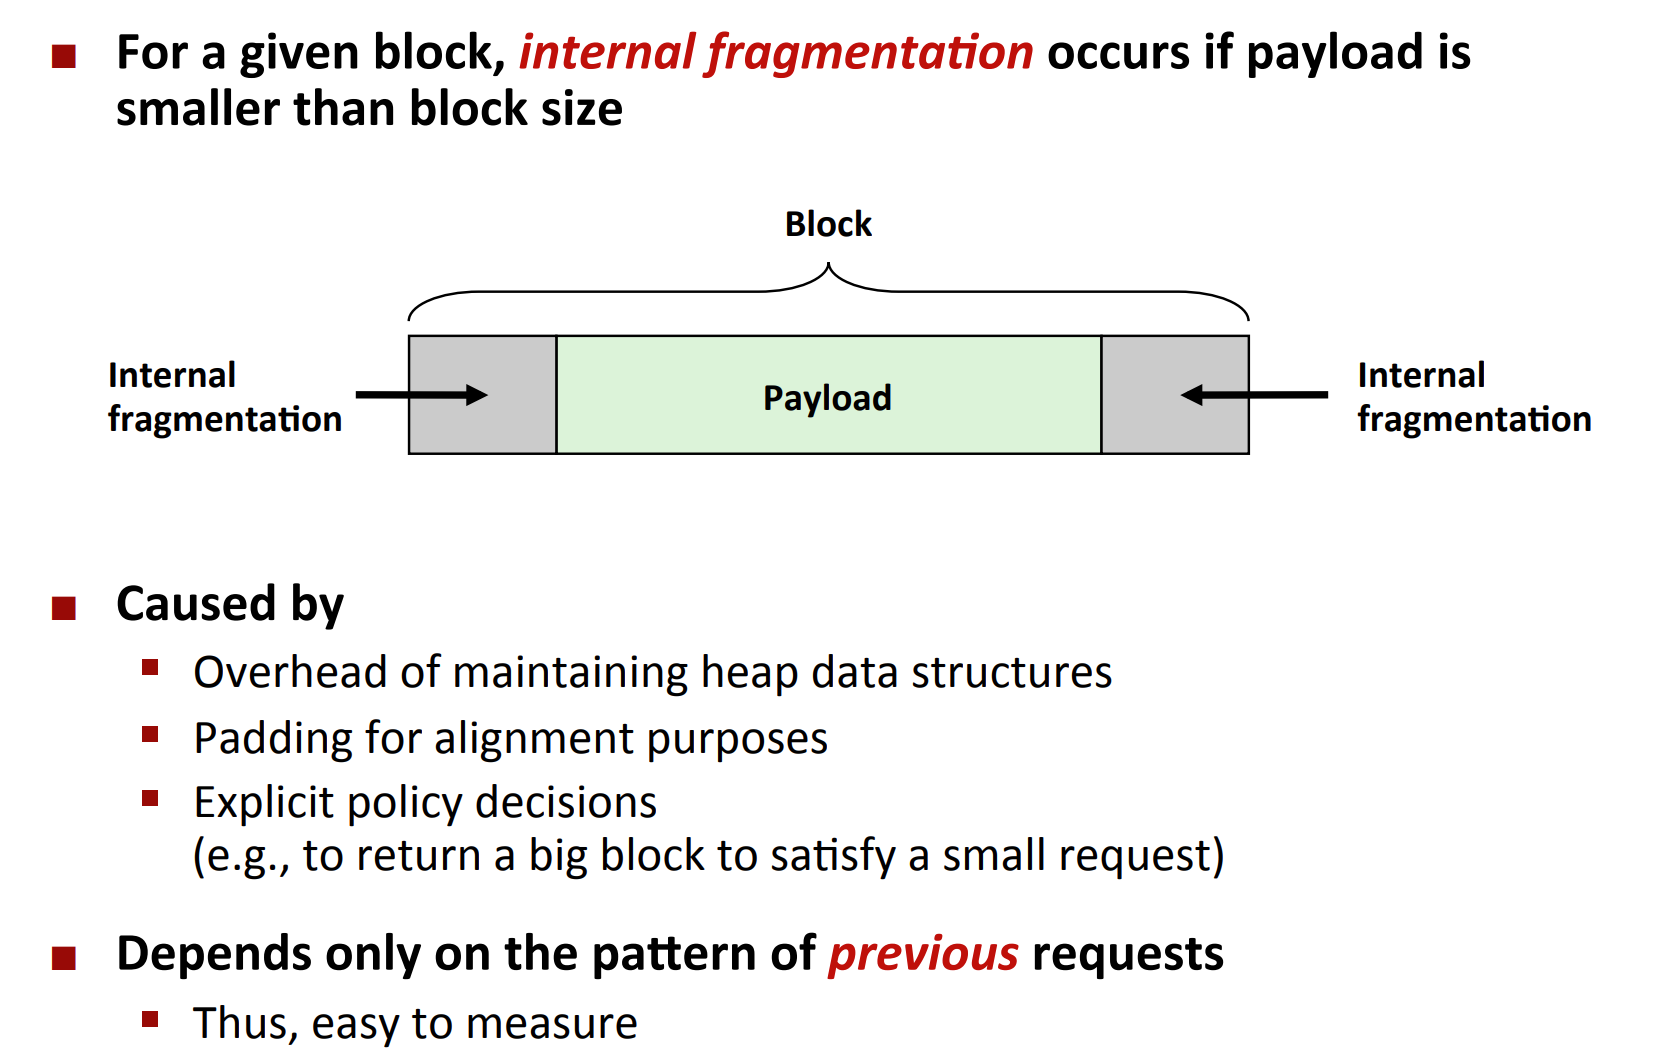 For a given block, internal fragmentation occurs if payload is
smaller than block size
Block
Internal
fragmentation
Payload
Internal
fragmentation
Caused by
Overhead of maintaining heap data structures
Padding for alignment purposes
Explicit policy decisions
(e.g., to return a big block to satisfy a small request)
Depends only on the pattern of previous requests
Thus, easy to measure